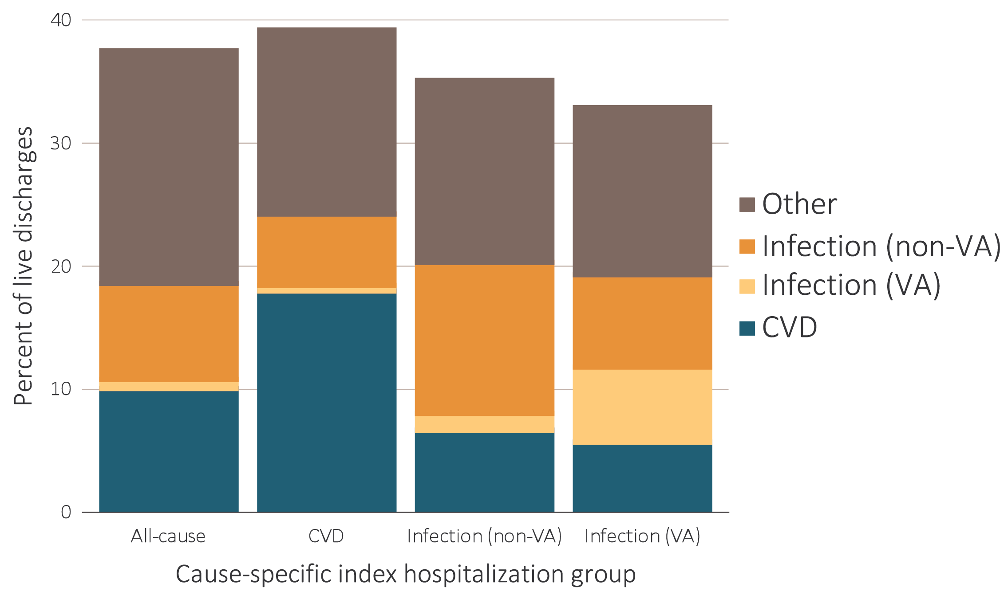 40
30
20
10
0
Percent of live discharges
All-cause
CVD
Infection (non-VA)
Infection (VA)
Cause-specific index hospitalization group
Other
Infection (non-VA)
Infection (VA)
CVD